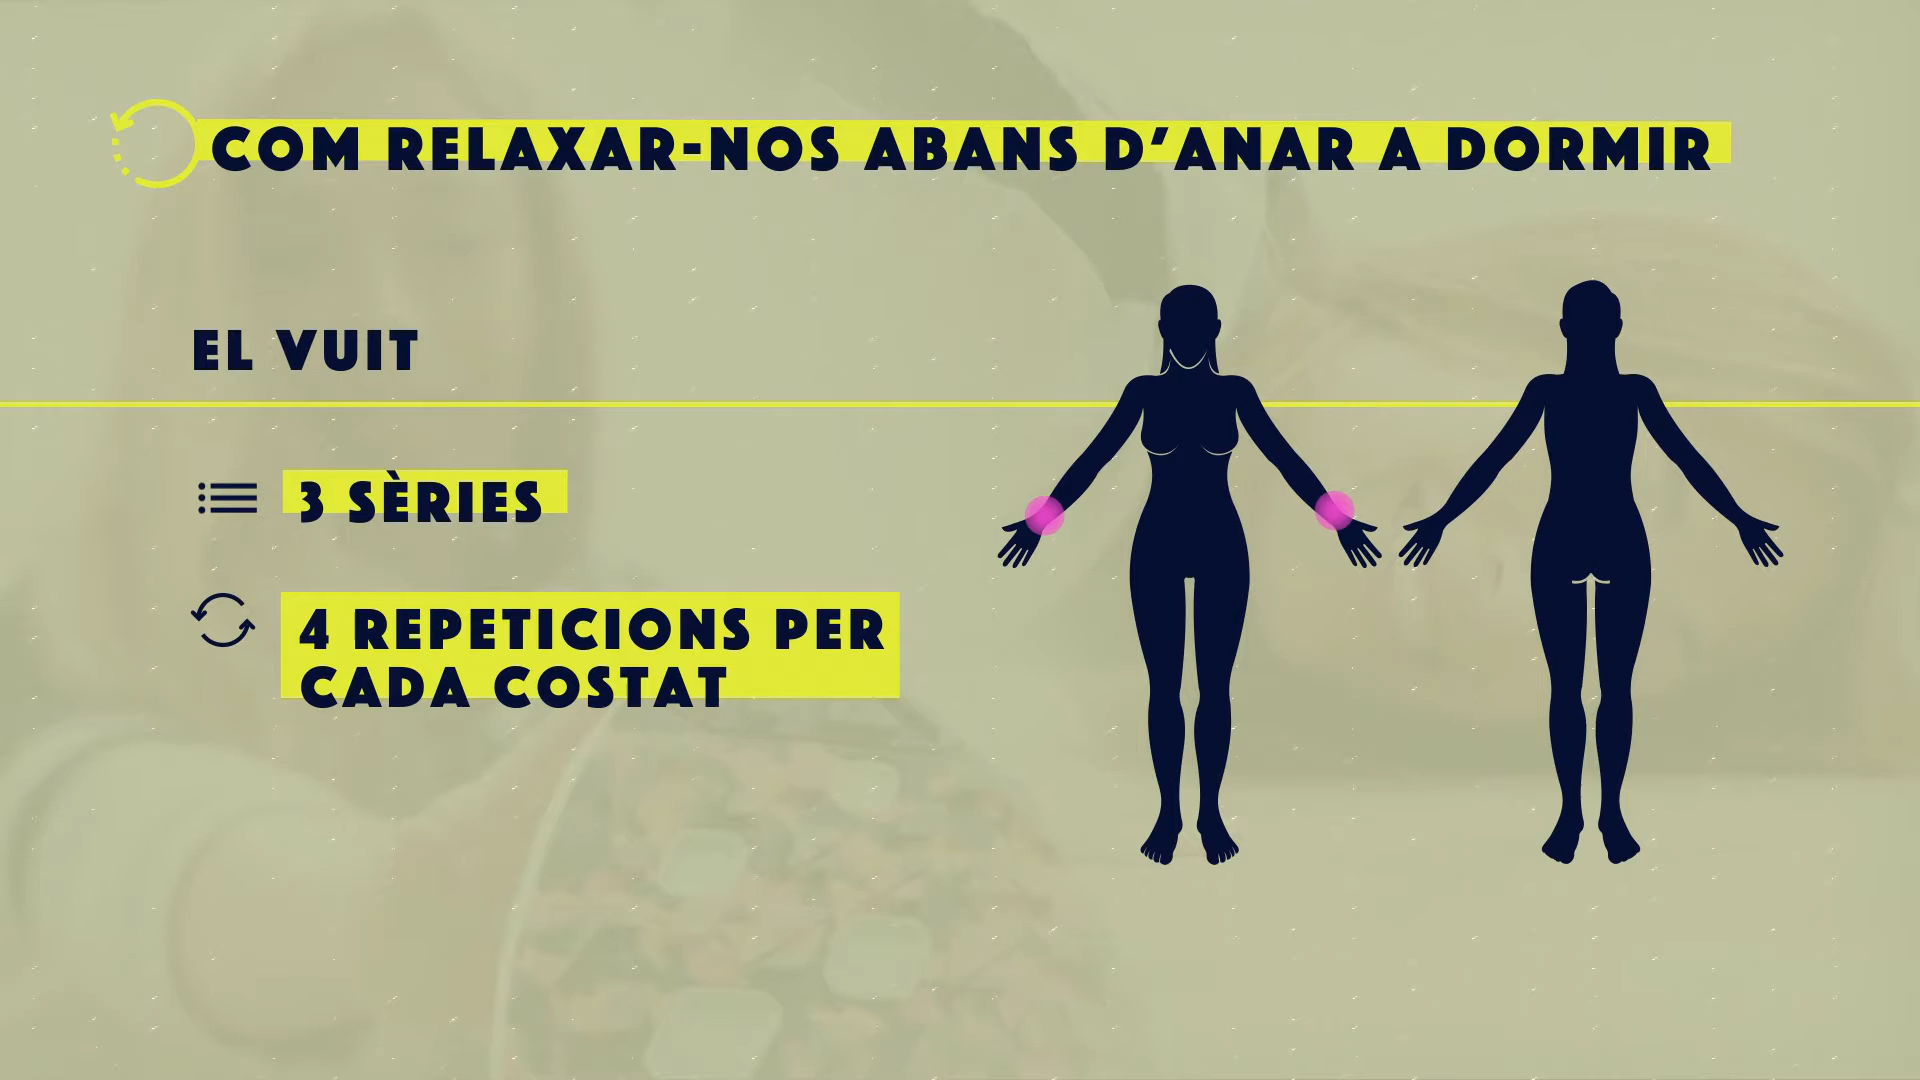 COM RELAXAR-NOS ABANS D'ANAR A DORMIR
EL VUIT
3 SÈRIES
4 REPETICIONS PER
CADA COSTAT